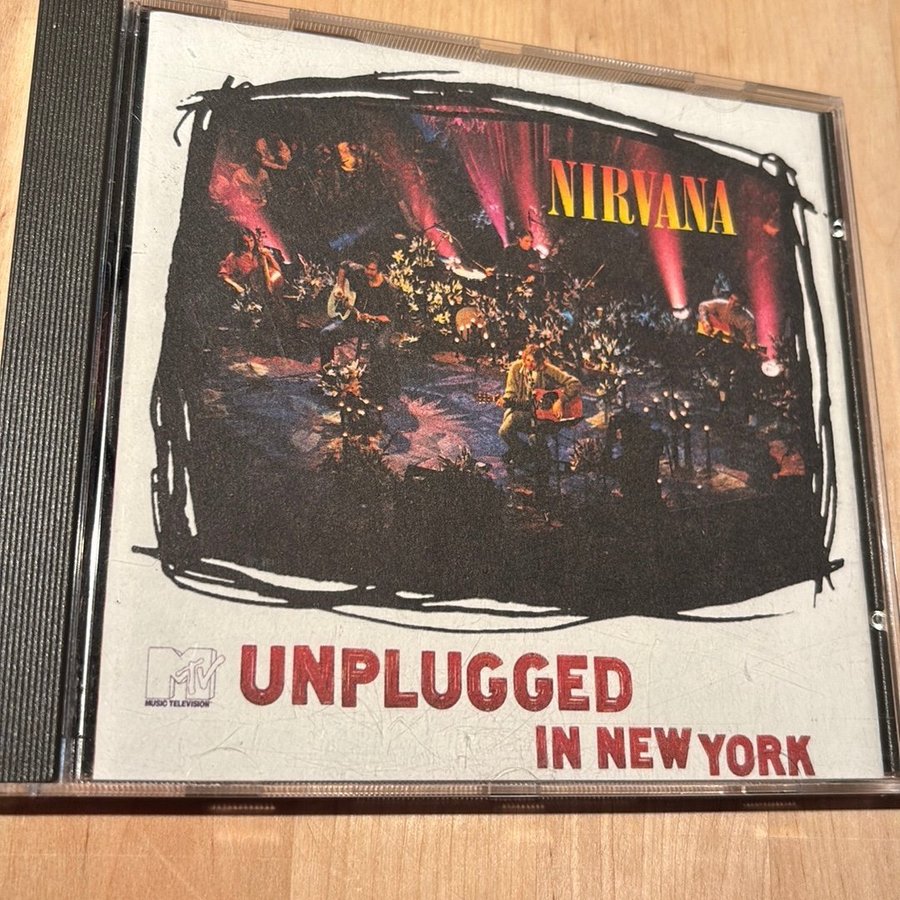 NIRVANA
MTV
MUSIC TELEVISION
UNPLUGGED
IN NEW YORK